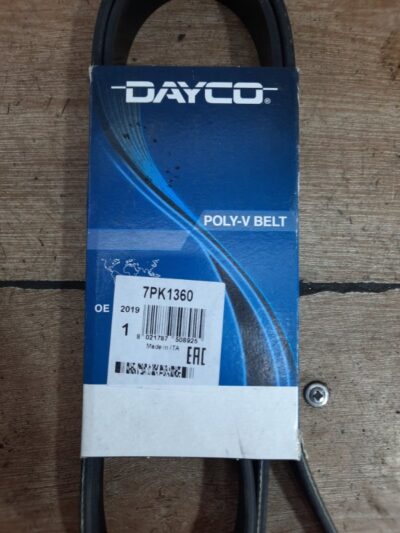 DAYCO®
POLY-V BELT
7PK1360
OE
2019
1
8 021787 508925
Made in ITA
EAC